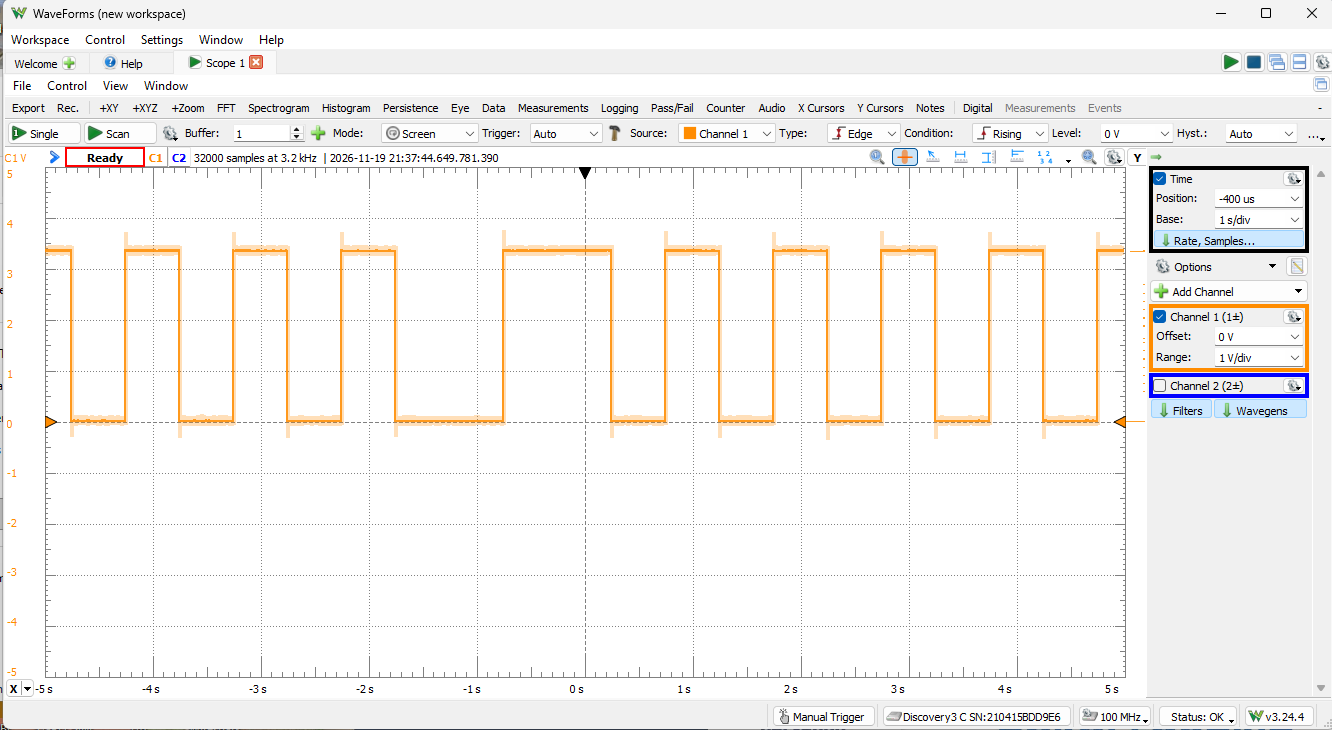 WaveForms (new workspace)
Workspace Control Settings Window Help
Welcome Help Scope 1
File Control View Window
Export Rec. +XY +XYZ +Zoom FFT Spectrogram Histogram Persistence Eye Data Measurements Logging Pass/Fail Counter Audio X Cursors Y Cursors Notes Digital Measurements Events
Single Scan Buffer: 1 Mode: Screen Trigger: Auto Source: Channel 1 Type: Edge Condition: Rising Level: 0 V Hyst.: Auto ...
C1 V Ready C1 C2 32000 samples at 3.2 kHz | 2026-11-19 21:37:44.649.781.390 Y
5
4
3
2
1
0
-1
-2
-3
-4
-5
X -5 s -4 s -3 s -2 s -1 s 0 s 1 s 2 s 3 s 4 s 5 s
Time
Position: -400 us
Base: 1 s/div
Rate, Samples...
Options
Add Channel
Channel 1 (1±)
Offset: 0 V
Range: 1 V/div
Channel 2 (2±)
Filters Wavegens
Manual Trigger Discovery3 C SN:210415BDD9E6 100 MHz Status: OK v3.24.4